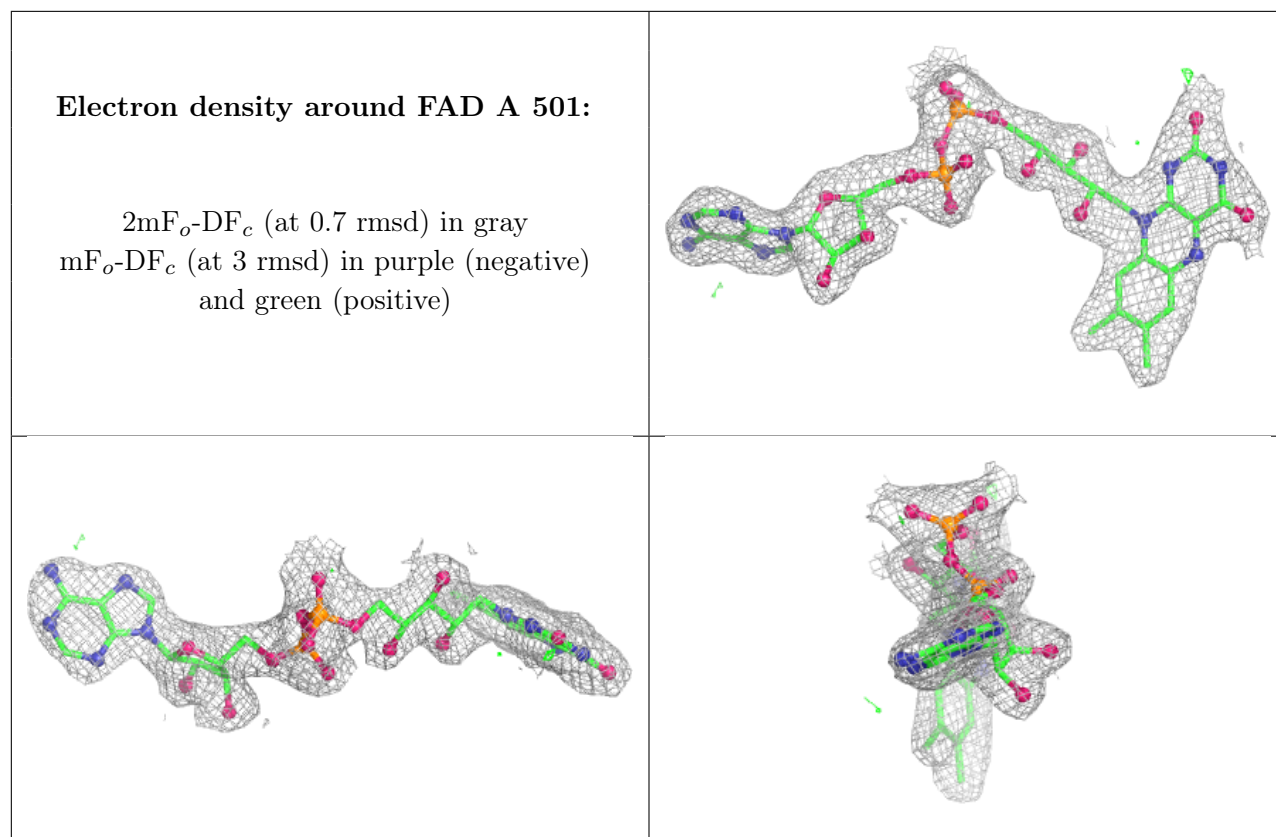 Electron density around FAD A 501:
2mFo-DFc (at 0.7 rmsd) in gray
mFo-DFc (at 3 rmsd) in purple (negative)
and green (positive)